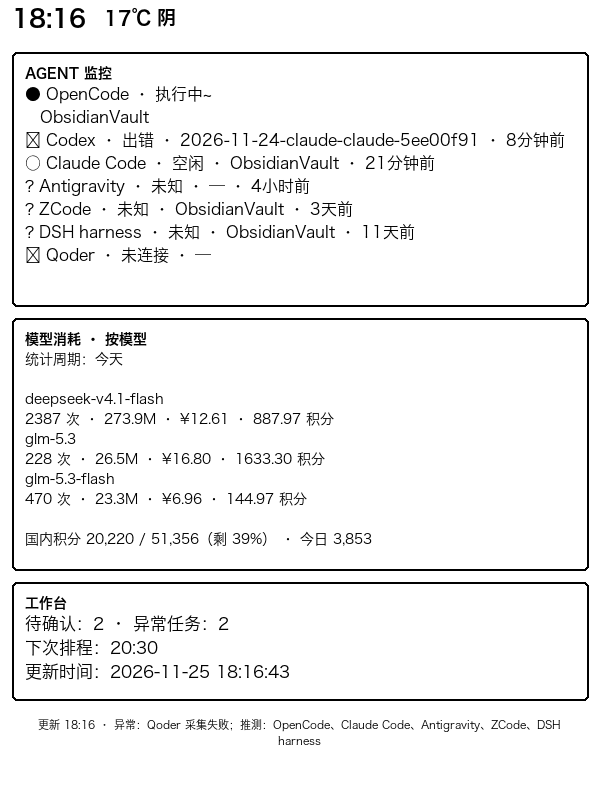 18:16 17℃ 阴
AGENT 监控
● OpenCode · 执行中~
ObsidianVault
☒ Codex · 出错 · 2026-11-24-claude-claude-5ee00f91 · 8分钟前
○ Claude Code · 空闲 · ObsidianVault · 21分钟前
? Antigravity · 未知 · — · 4小时前
? ZCode · 未知 · ObsidianVault · 3天前
? DSH harness · 未知 · ObsidianVault · 11天前
☒ Qoder · 未连接 · —
模型消耗 · 按模型
统计周期：今天
deepseek-v4.1-flash
2387 次 · 273.9M · ¥12.61 · 887.97 积分
glm-5.3
228 次 · 26.5M · ¥16.80 · 1633.30 积分
glm-5.3-flash
470 次 · 23.3M · ¥6.96 · 144.97 积分
国内积分 20,220 / 51,356（剩 39%） · 今日 3,853
工作台
待确认：2 · 异常任务：2
下次排程：20:30
更新时间：2026-11-25 18:16:43
更新 18:16 · 异常：Qoder 采集失败；推测：OpenCode、Claude Code、Antigravity、ZCode、DSH
harness